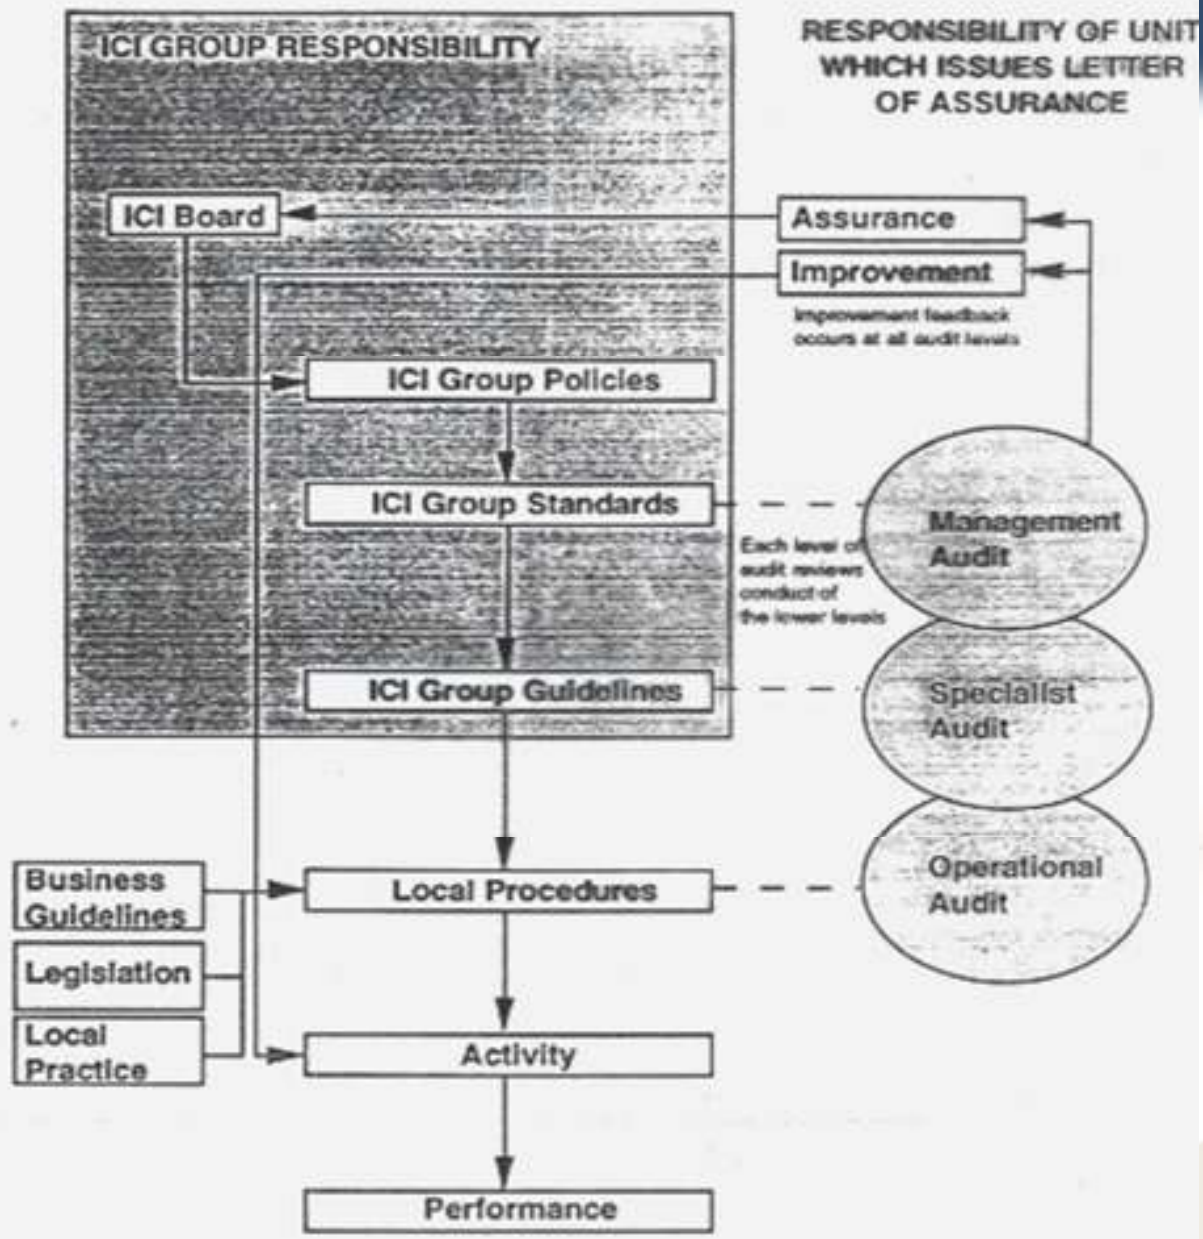 ICI GROUP RESPONSIBILITY
RESPONSIBILITY OF UNIT
WHICH ISSUES LETTER
OF ASSURANCE
ICI Board
Assurance
Improvement
Improvement feedback
occurs at all audit levels
ICI Group Policies
ICI Group Standards
Management
Audit
Each level of
audit reviews
conduct of
the lower levels
ICI Group Guidelines
Specialist
Audit
Business
Guidelines
Local Procedures
Operational
Audit
Legislation
Local
Practice
Activity
Performance